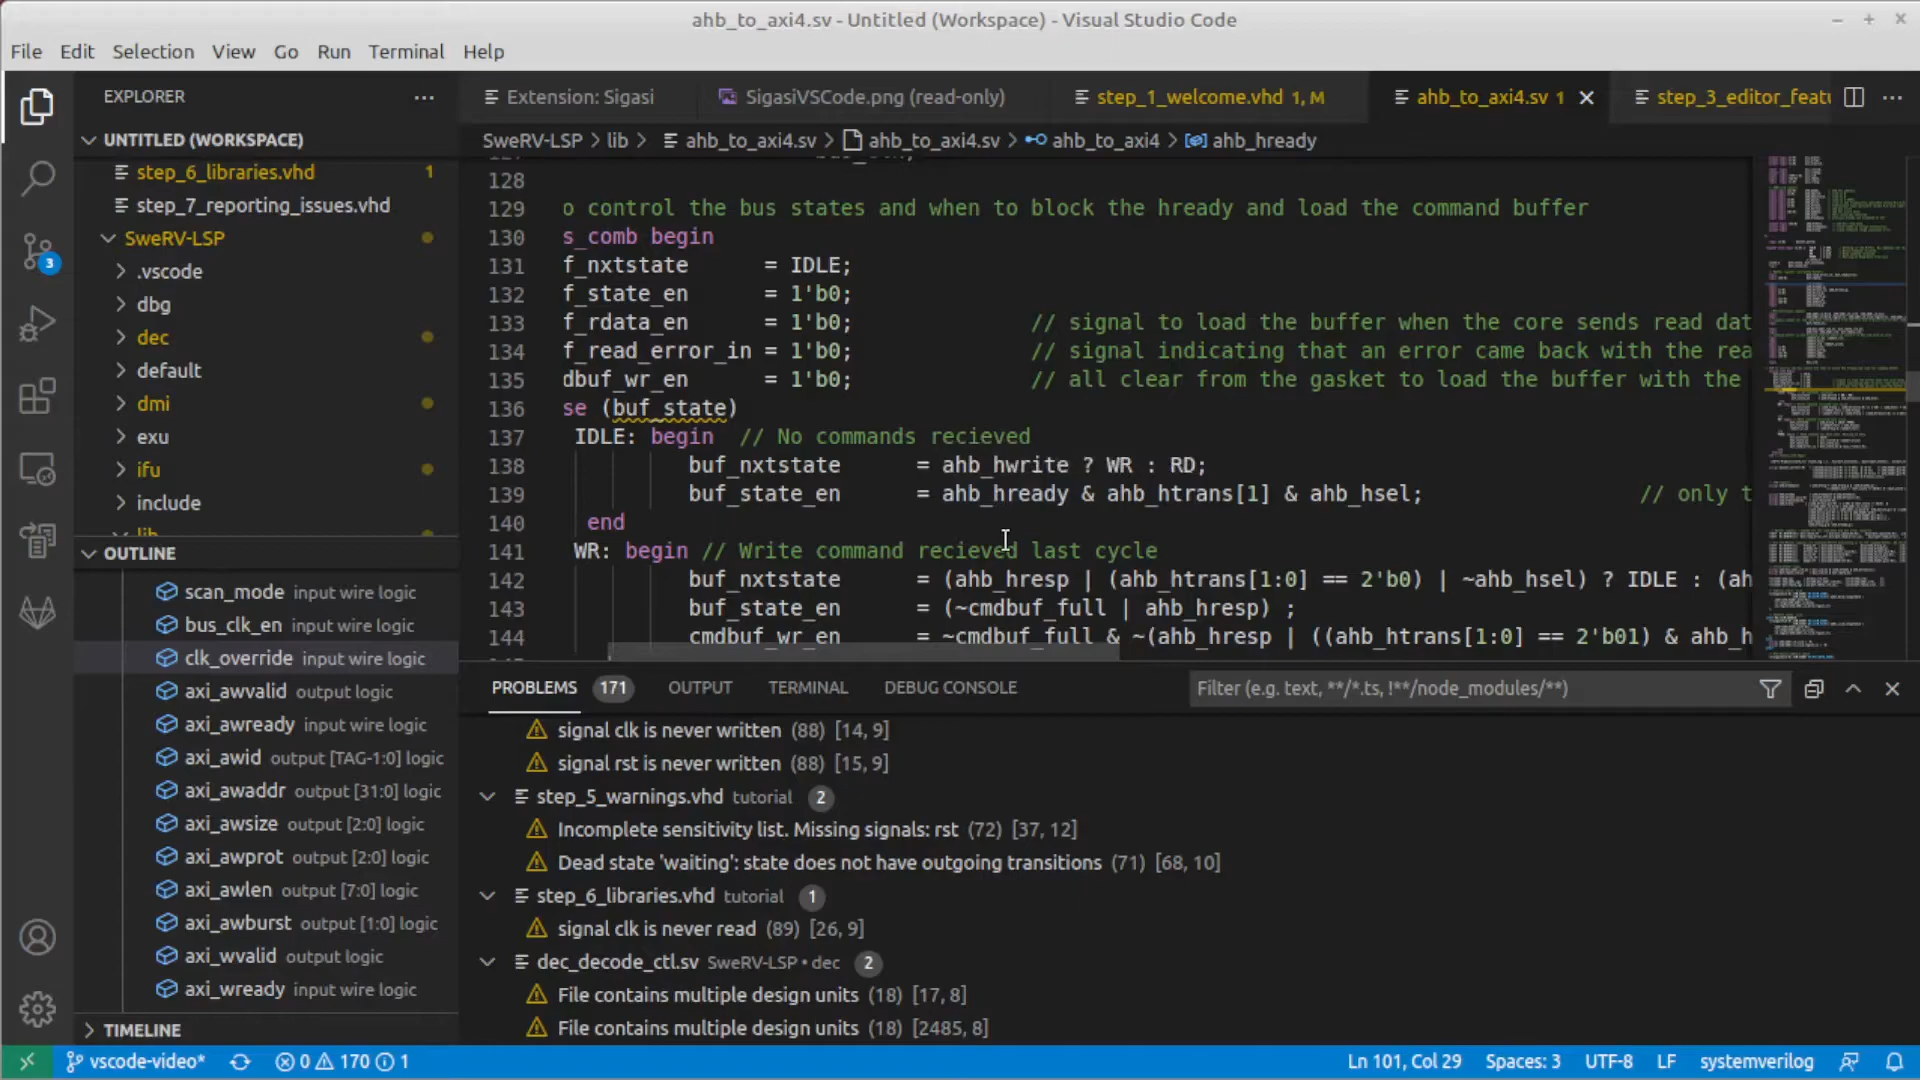 ahb_to_axi4.sv - Untitled (Workspace) - Visual Studio Code
File Edit Selection View Go Run Terminal Help
EXPLORER
UNTITLED (WORKSPACE)
step_6_libraries.vhd 1
step_7_reporting_issues.vhd
SweRV-LSP
.vscode
dbg
dec
default
dmi
exu
ifu
include
lib
OUTLINE
scan_mode input wire logic
bus_clk_en input wire logic
clk_override input wire logic
axi_awvalid output logic
axi_awready input wire logic
axi_awid output [TAG-1:0] logic
axi_awaddr output [31:0] logic
axi_awsize output [2:0] logic
axi_awprot output [2:0] logic
axi_awlen output [7:0] logic
axi_awburst output [1:0] logic
axi_wvalid output logic
axi_wready input wire logic
TIMELINE
3
Extension: Sigasi SigasiVSCode.png (read-only) step_1_welcome.vhd 1, M ahb_to_axi4.sv 1 step_3_editor_featu
SweRV-LSP > lib > ahb_to_axi4.sv > ahb_to_axi4.sv > ahb_to_axi4 > ahb_hready
128
129 o control the bus states and when to block the hready and load the command buffer
130 s_comb begin
131 f_nxtstate = IDLE;
132 f_state_en = 1'b0;
133 f_rdata_en = 1'b0; // signal to load the buffer when the core sends read dat
134 f_read_error_in = 1'b0; // signal indicating that an error came back with the rea
135 dbuf_wr_en = 1'b0; // all clear from the gasket to load the buffer with the
136 se (buf_state)
137 IDLE: begin // No commands recieved
138 buf_nxtstate = ahb_hwrite ? WR : RD;
139 buf_state_en = ahb_hready & ahb_htrans[1] & ahb_hsel; // only t
140 end
141 WR: begin // Write command recieved last cycle
142 buf_nxtstate = (ahb_hresp | (ahb_htrans[1:0] == 2'b0) | ~ahb_hsel) ? IDLE : (ah
143 buf_state_en = (~cmdbuf_full | ahb_hresp) ;
144 cmdbuf_wr_en = ~cmdbuf_full & ~(ahb_hresp | ((ahb_htrans[1:0] == 2'b01) & ahb_h
PROBLEMS 171 OUTPUT TERMINAL DEBUG CONSOLE Filter (e.g. text, **/*.ts, !**/node_modules/**)
signal clk is never written (88) [14, 9]
signal rst is never written (88) [15, 9]
step_5_warnings.vhd tutorial 2
Incomplete sensitivity list. Missing signals: rst (72) [37, 12]
Dead state 'waiting': state does not have outgoing transitions (71) [68, 10]
step_6_libraries.vhd tutorial 1
signal clk is never read (89) [26, 9]
dec_decode_ctl.sv SweRV-LSP • dec 2
File contains multiple design units (18) [17, 8]
File contains multiple design units (18) [2485, 8]
vscode-video* 0 170 1 Ln 101, Col 29 Spaces: 3 UTF-8 LF systemverilog